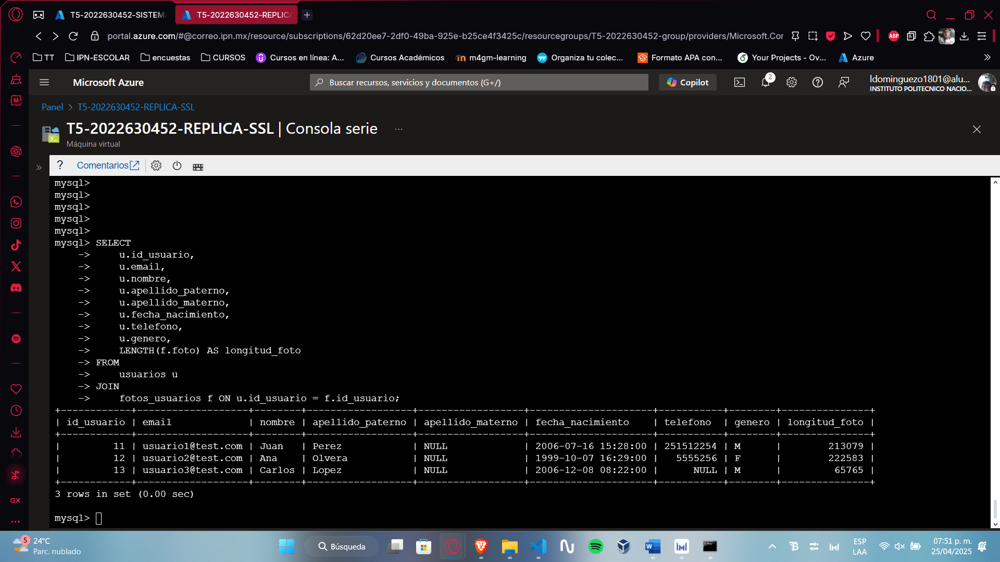 T5-2022630452-SISTEMA
T5-2022630452-REPLICA
portal.azure.com/#@correo.ipn.mx/resource/subscriptions/62d20ee7-2df0-49ba-925e-b25ce4f3425c/resourcegroups/T5-2022630452-group/providers/Microsoft.Cor
ABP
TT
IPN-ESCOLAR
encuestas
CURSOS
Cursos en línea: A...
Cursos Académicos
m4gm-learning
Organiza tu colec...
Formato APA con...
Your Projects - Ov...
Azure
Microsoft Azure
Buscar recursos, servicios y documentos (G+/)
Copilot
2
ldominguezo1801@alu...
INSTITUTO POLITECNICO NACIO...
Panel > T5-2022630452-REPLICA-SSL
T5-2022630452-REPLICA-SSL | Consola serie ...
Máquina virtual
? Comentarios
mysql>
mysql>
mysql>
mysql>
mysql>
mysql> SELECT
    ->     u.id_usuario,
    ->     u.email,
    ->     u.nombre,
    ->     u.apellido_paterno,
    ->     u.apellido_materno,
    ->     u.fecha_nacimiento,
    ->     u.telefono,
    ->     u.genero,
    ->     LENGTH(f.foto) AS longitud_foto
    -> FROM
    ->     usuarios u
    -> JOIN
    ->     fotos_usuarios f ON u.id_usuario = f.id_usuario;
+------------+-------------------+--------+------------------+------------------+---------------------+-----------+--------+---------------+
| id_usuario | email             | nombre | apellido_paterno | apellido_materno | fecha_nacimiento    | telefono  | genero | longitud_foto |
+------------+-------------------+--------+------------------+------------------+---------------------+-----------+--------+---------------+
|         11 | usuario1@test.com | Juan   | Perez            | NULL             | 2006-07-16 15:28:00 | 251512254 | M      |        213079 |
|         12 | usuario2@test.com | Ana    | Olvera           | NULL             | 1999-10-07 16:29:00 |   5555256 | F      |        222583 |
|         13 | usuario3@test.com | Carlos | Lopez            | NULL             | 2006-12-08 08:22:00 |      NULL | M      |         65765 |
+------------+-------------------+--------+------------------+------------------+---------------------+-----------+--------+---------------+
3 rows in set (0.00 sec)
mysql>
GX
5
24°C
Parc. nublado
Búsqueda
ESP
LAA
07:51 p. m.
25/04/2025